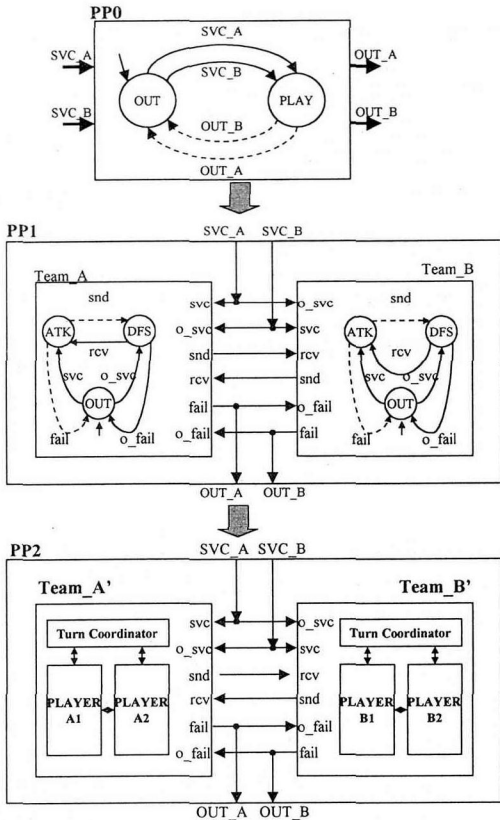 PP0
SVC_A
SVC_A
OUT_A
SVC_B
OUT
PLAY
SVC_B
OUT_B
OUT_B
OUT_A
PP1
SVC_A SVC_B
Team_A
Team_B
snd
svc
o_svc
snd
ATK
DFS
o_svc
svc
ATK
DFS
rcv
snd
rcv
rcv
svc
o_svc
rcv
snd
svc
o_svc
OUT
fail
o_fail
OUT
fail
o_fail
o_fail
fail
fail
o_fail
OUT_A OUT_B
PP2
SVC_A SVC_B
Team_A'
Team_B'
svc
o_svc
Turn Coordinator
o_svc
svc
Turn Coordinator
snd
rcv
PLAYER
A1
PLAYER
A2
rcv
snd
PLAYER
B1
PLAYER
B2
fail
o_fail
o_fail
fail
OUT_A OUT_B